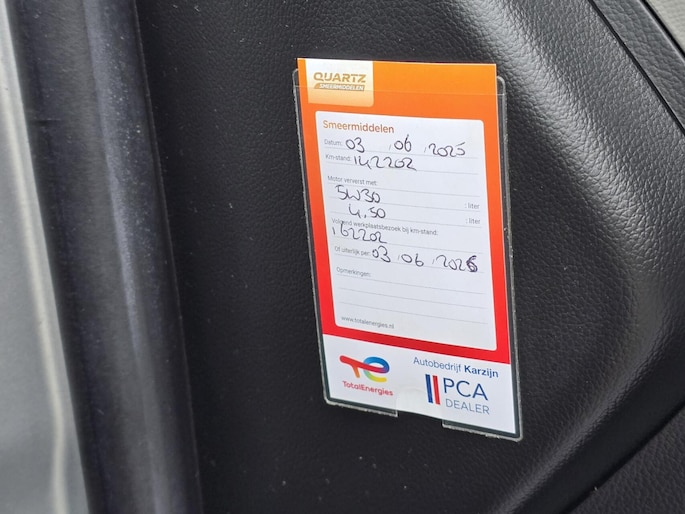 QUARTZ
SMEERMIDDELEN
Smeermiddelen
Datum: 03 / 06 / 2025
Km-stand: 142202
Motor ververst met:
5W30 : liter
4,50 : liter
Volgend werkplaatsbezoek bij km-stand:
162202
Of uiterlijk per: 03 / 06 / 2026
Opmerkingen:
www.totalenergies.nl
TotalEnergies
Autobedrijf Karzijn
PCA
DEALER